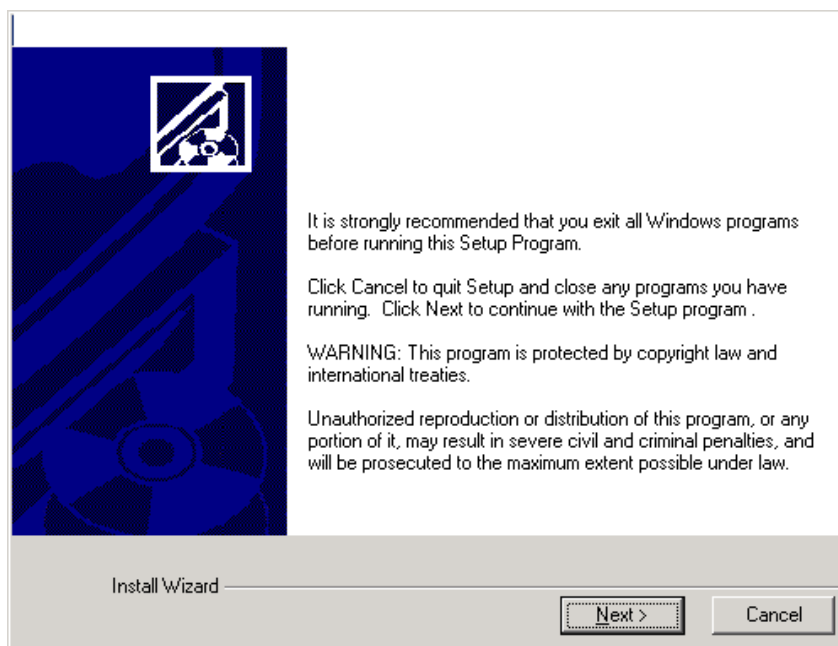 It is strongly recommended that you exit all Windows programs
before running this Setup Program.
Click Cancel to quit Setup and close any programs you have
running.  Click Next to continue with the Setup program .
WARNING: This program is protected by copyright law and
international treaties.
Unauthorized reproduction or distribution of this program, or any
portion of it, may result in severe civil and criminal penalties, and
will be prosecuted to the maximum extent possible under law.
Install Wizard
Next >
Cancel